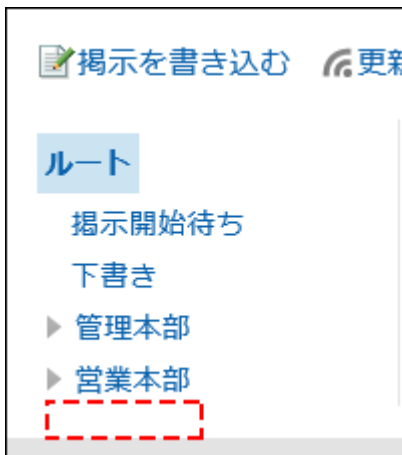 掲示を書き込む 更新
ルート
掲示開始待ち
下書き
管理本部
営業本部